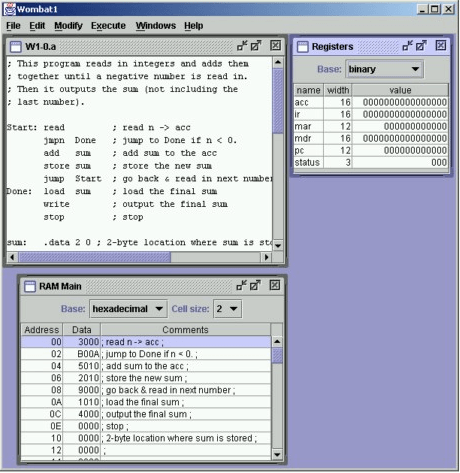 Wombat1
File Edit Modify Execute Windows Help
W1-0.a
; This program reads in integers and adds them
; together until a negative number is read in.
; Then it outputs the sum (not including the
; last number).
Start: read ; read n -> acc
jmpn Done ; jump to Done if n < 0.
add sum ; add sum to the acc
store sum ; store the new sum
jump Start ; go back & read in next number
Done: load sum ; load the final sum
write ; output the final sum
stop ; stop
sum: .data 2 0 ; 2-byte location where sum is sto
Registers
Base: binary
name width value
acc 16 0000000000000000
ir 16 0000000000000000
mar 12 000000000000
mdr 16 0000000000000000
pc 12 000000000000
status 3 000
RAM Main
Base: hexadecimal Cell size: 2
Address Data Comments
00 3000 ; read n -> acc ;
02 B00A ; jump to Done if n < 0. ;
04 5010 ; add sum to the acc ;
06 2010 ; store the new sum ;
08 9000 ; go back & read in next number ;
0A 1010 ; load the final sum ;
0C 4000 ; output the final sum ;
0E 0000 ; stop ;
10 0000 ; 2-byte location where sum is stored ;
12 0000 ;